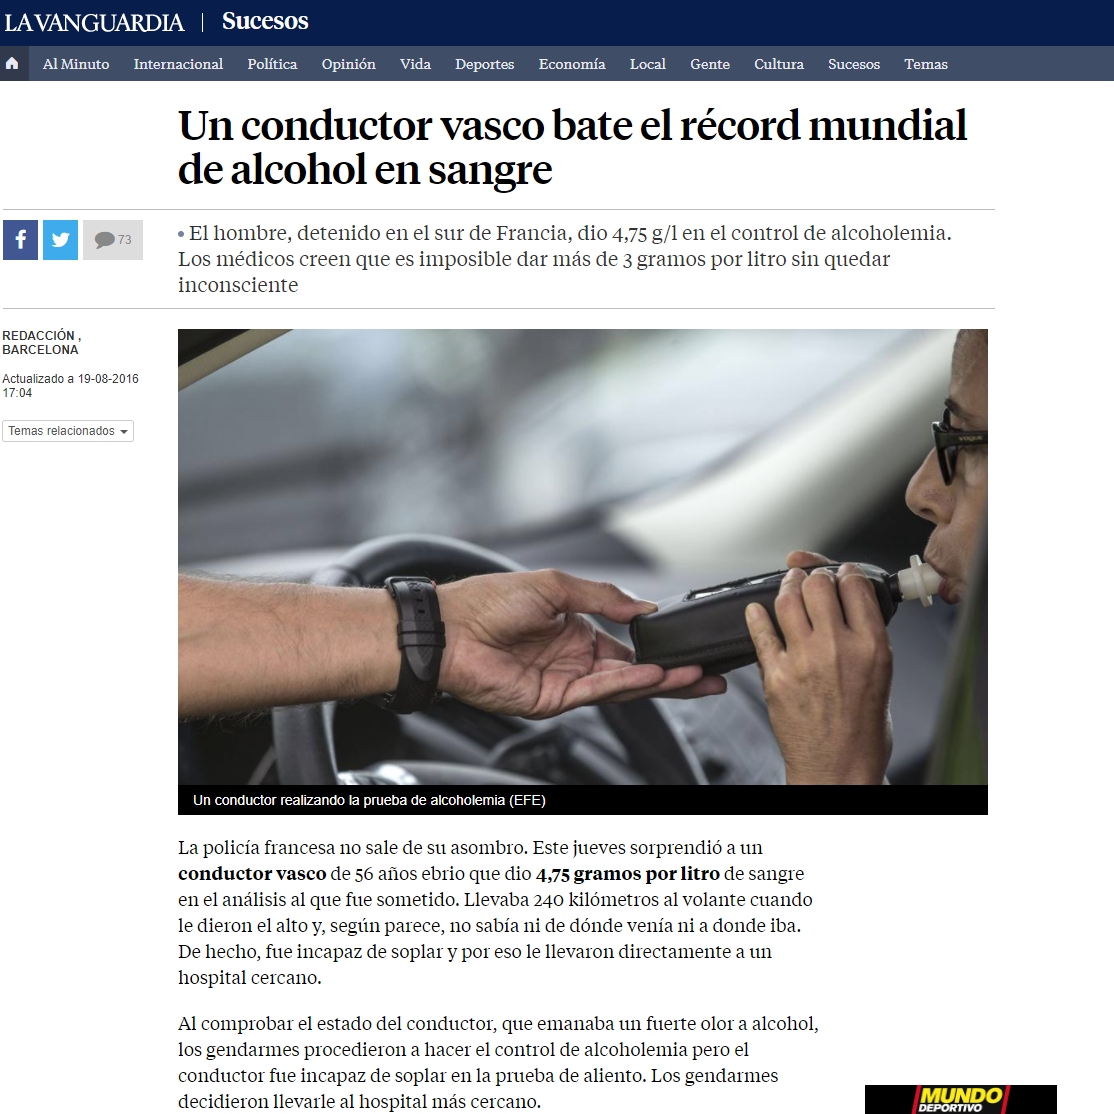 LA VANGUARDIA | Sucesos
Al Minuto Internacional Política Opinión Vida Deportes Economía Local Gente Cultura Sucesos Temas
Un conductor vasco bate el récord mundial
de alcohol en sangre
73
• El hombre, detenido en el sur de Francia, dio 4,75 g/l en el control de alcoholemia.
Los médicos creen que es imposible dar más de 3 gramos por litro sin quedar
inconsciente
REDACCIÓN ,
BARCELONA
Actualizado a 19-08-2016
17:04
Temas relacionados
vogue
Un conductor realizando la prueba de alcoholemia (EFE)
La policía francesa no sale de su asombro. Este jueves sorprendió a un
conductor vasco de 56 años ebrio que dio 4,75 gramos por litro de sangre
en el análisis al que fue sometido. Llevaba 240 kilómetros al volante cuando
le dieron el alto y, según parece, no sabía ni de dónde venía ni a donde iba.
De hecho, fue incapaz de soplar y por eso le llevaron directamente a un
hospital cercano.
Al comprobar el estado del conductor, que emanaba un fuerte olor a alcohol,
los gendarmes procedieron a hacer el control de alcoholemia pero el
conductor fue incapaz de soplar en la prueba de aliento. Los gendarmes
decidieron llevarle al hospital más cercano.
MUNDO
DEPORTIVO